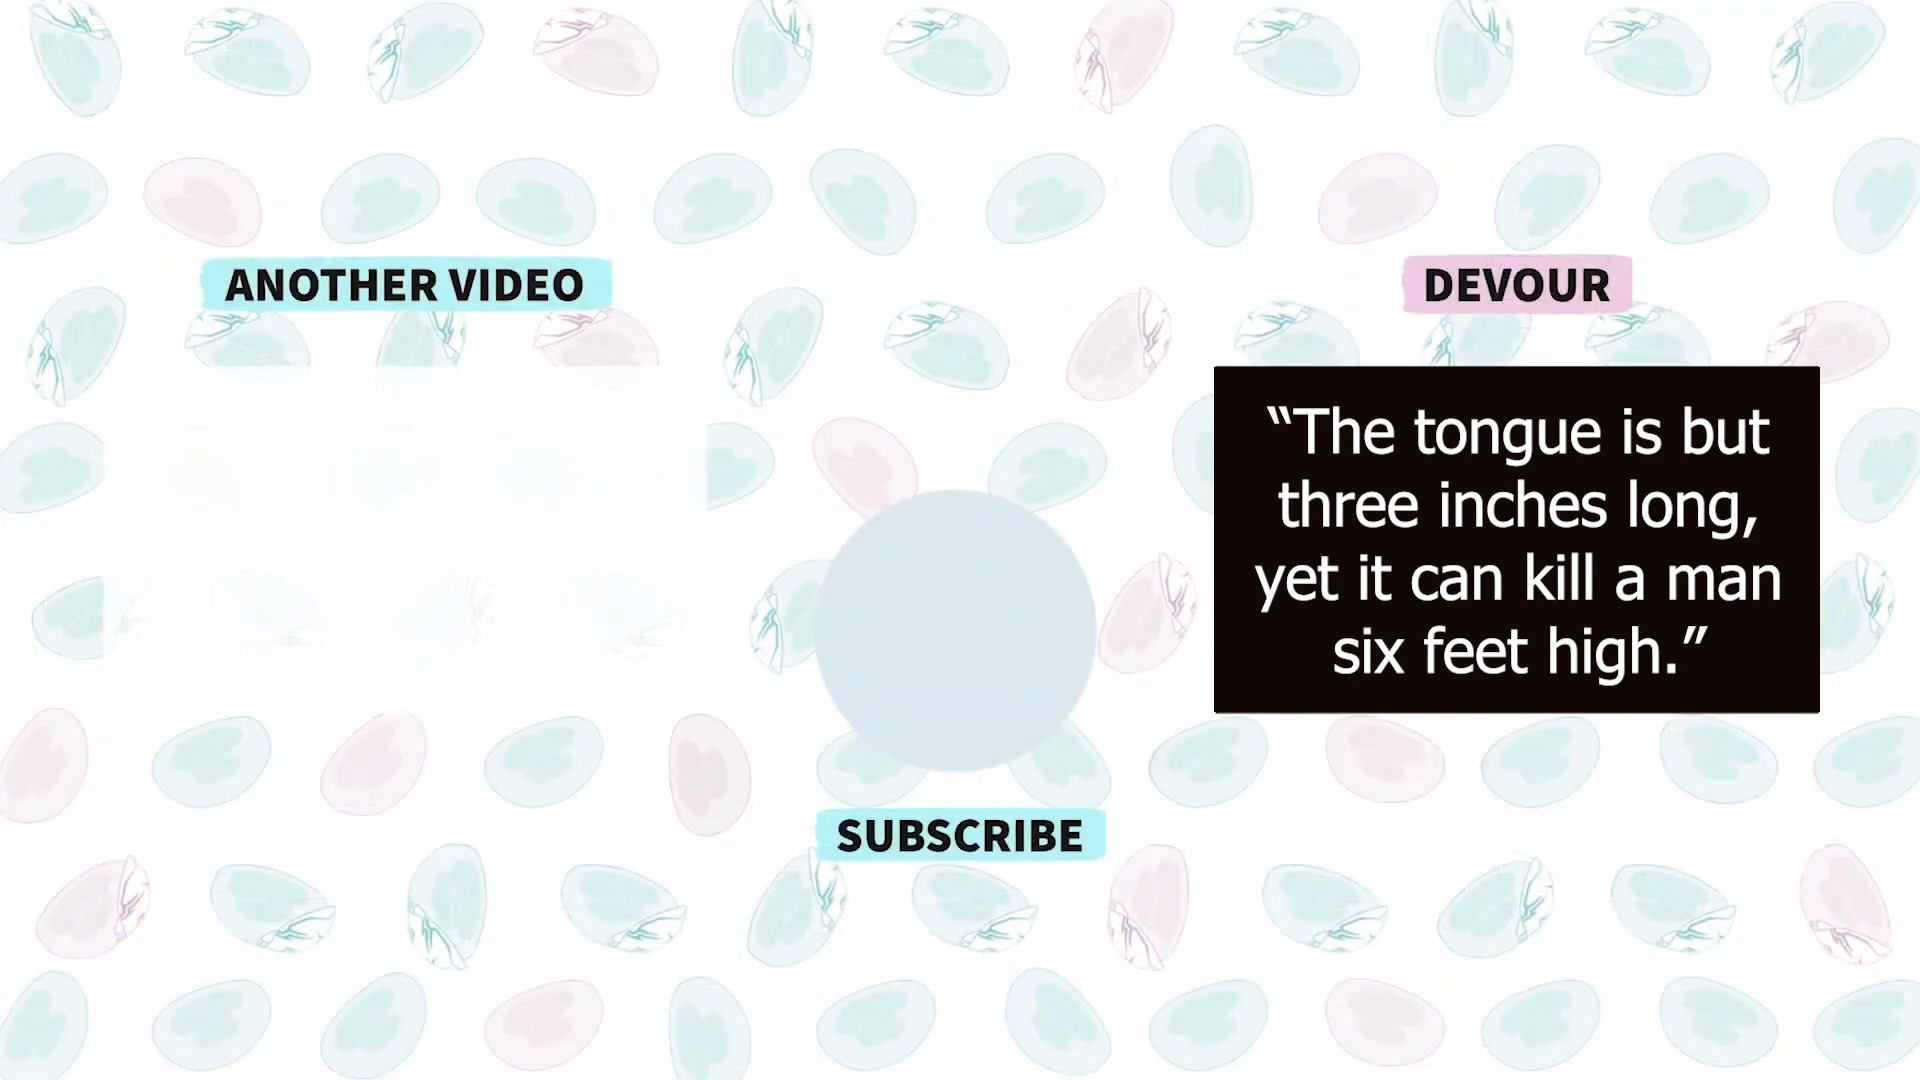 ANOTHER VIDEO
DEVOUR
“The tongue is but
three inches long,
yet it can kill a man
six feet high.”
SUBSCRIBE